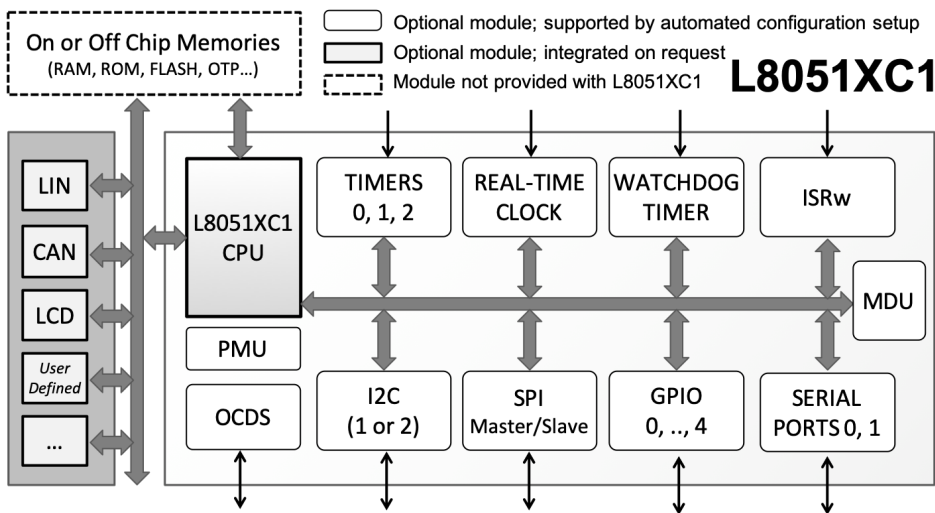 On or Off Chip Memories
(RAM, ROM, FLASH, OTP...)
Optional module; supported by automated configuration setup
Optional module; integrated on request
Module not provided with L8051XC1
L8051XC1
LIN
CAN
LCD
User
Defined
...
L8051XC1
CPU
PMU
OCDS
TIMERS
0, 1, 2
REAL-TIME
CLOCK
WATCHDOG
TIMER
ISRw
MDU
I2C
(1 or 2)
SPI
Master/Slave
GPIO
0, .., 4
SERIAL
PORTS 0, 1